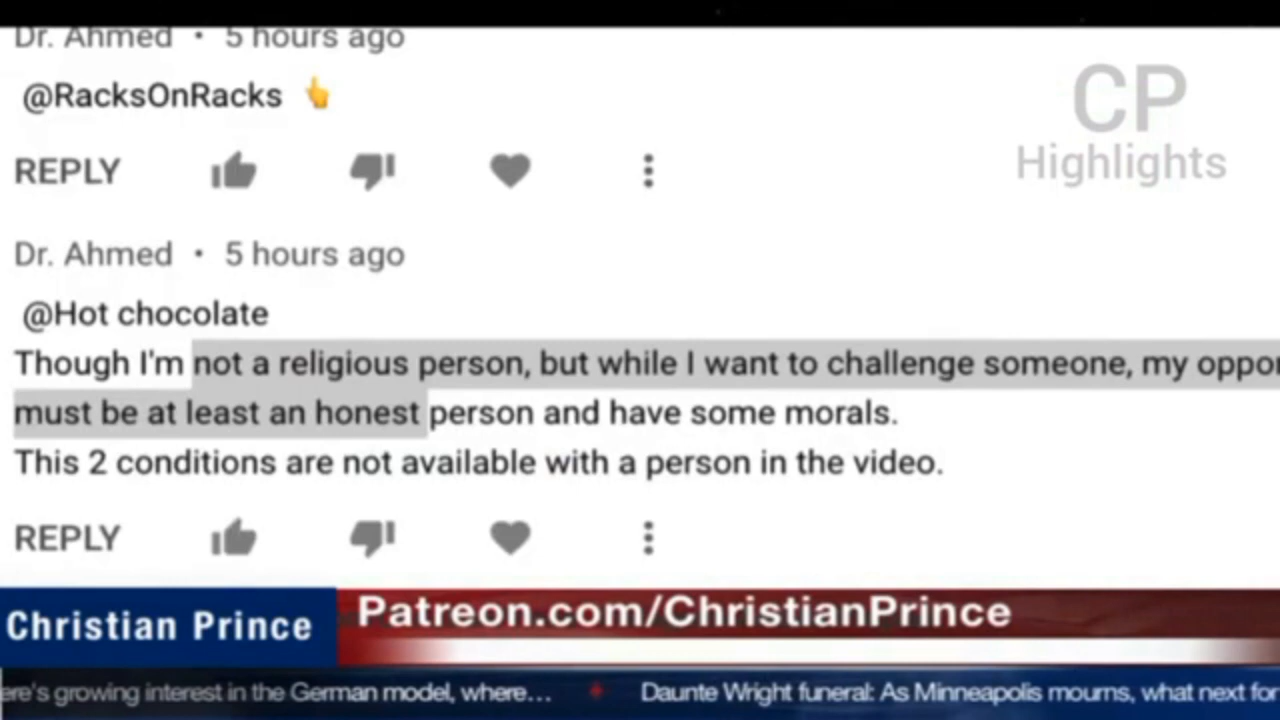 Dr. Ahmed • 5 hours ago
@RacksOnRacks 👆
CP
Highlights
REPLY
Dr. Ahmed • 5 hours ago
@Hot chocolate
Though I'm not a religious person, but while I want to challenge someone, my oppo
must be at least an honest person and have some morals.
This 2 conditions are not available with a person in the video.
REPLY
Christian Prince
Patreon.com/ChristianPrince
ere's growing interest in the German model, where... Daunte Wright funeral: As Minneapolis mourns, what next for